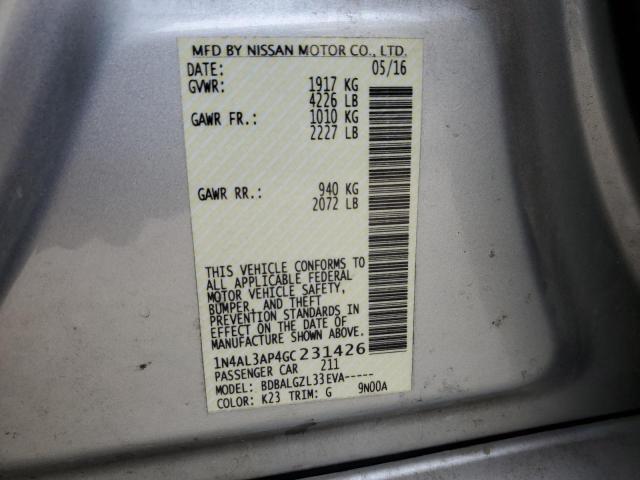 MFD BY NISSAN MOTOR CO., LTD.
DATE: 05/16
GVWR: 1917 KG
4226 LB
GAWR FR.: 1010 KG
2227 LB
GAWR RR.: 940 KG
2072 LB
THIS VEHICLE CONFORMS TO
ALL APPLICABLE FEDERAL
MOTOR VEHICLE SAFETY,
BUMPER, AND THEFT
PREVENTION STANDARDS IN
EFFECT ON THE DATE OF
MANUFACTURE SHOWN ABOVE.
1N4AL3AP4GC231426
PASSENGER CAR 211
MODEL: BDBALGZL33EVA-----
COLOR: K23 TRIM: G 9N00A